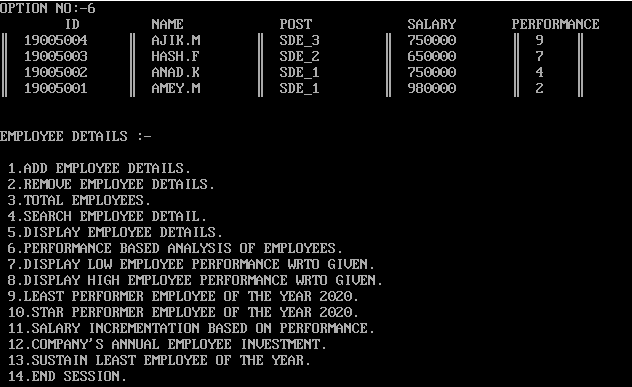 OPTION NO:-6
ID NAME POST SALARY PERFORMANCE
|| 19005004 || AJIK.M || SDE_3 || 750000 || 9 ||
|| 19005003 || HASH.F || SDE_2 || 650000 || 7 ||
|| 19005002 || ANAD.K || SDE_1 || 750000 || 4 ||
|| 19005001 || AMEY.M || SDE_1 || 980000 || 2 ||
EMPLOYEE DETAILS :-
1.ADD EMPLOYEE DETAILS.
2.REMOVE EMPLOYEE DETAILS.
3.TOTAL EMPLOYEES.
4.SEARCH EMPLOYEE DETAIL.
5.DISPLAY EMPLOYEE DETAILS.
6.PERFORMANCE BASED ANALYSIS OF EMPLOYEES.
7.DISPLAY LOW EMPLOYEE PERFORMANCE WRTO GIVEN.
8.DISPLAY HIGH EMPLOYEE PERFORMANCE WRTO GIVEN.
9.LEAST PERFORMER EMPLOYEE OF THE YEAR 2020.
10.STAR PERFORMER EMPLOYEE OF THE YEAR 2020.
11.SALARY INCREMENTATION BASED ON PERFORMANCE.
12.COMPANY'S ANNUAL EMPLOYEE INVESTMENT.
13.SUSTAIN LEAST EMPLOYEE OF THE YEAR.
14.END SESSION.